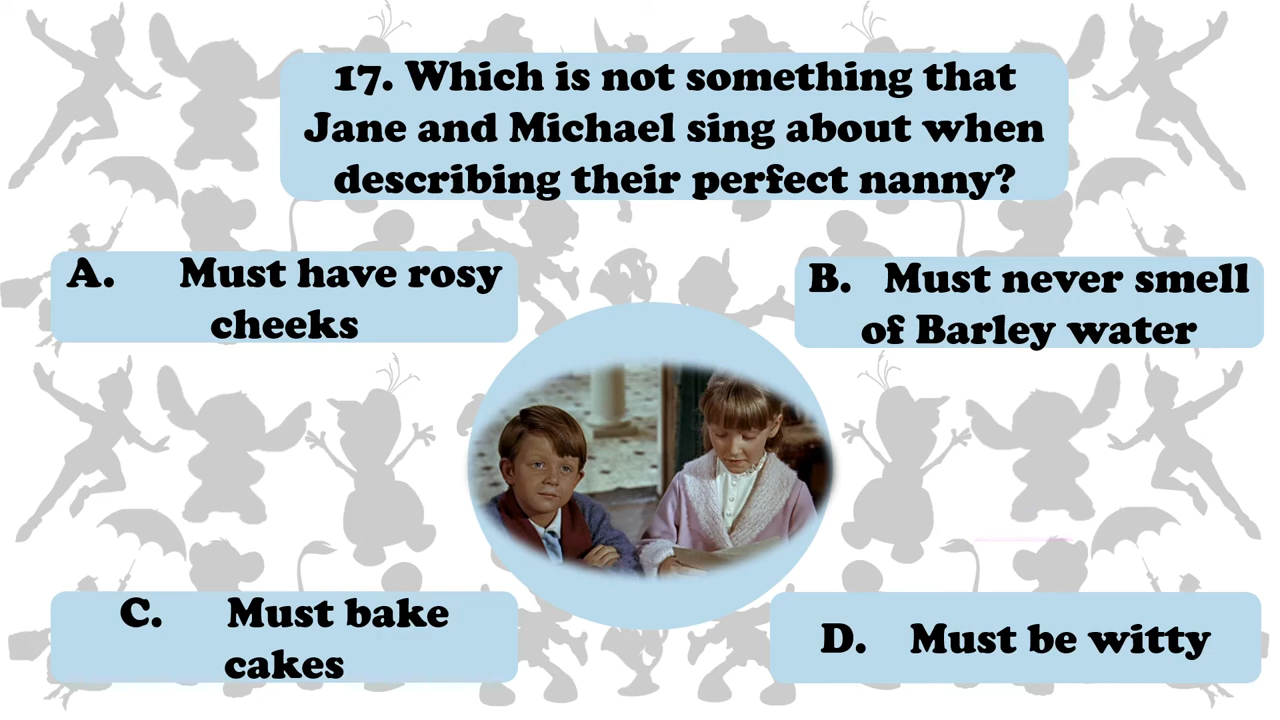 17. Which is not something that
Jane and Michael sing about when
describing their perfect nanny?
A. Must have rosy
cheeks
B. Must never smell
of Barley water
C. Must bake
cakes
D. Must be witty